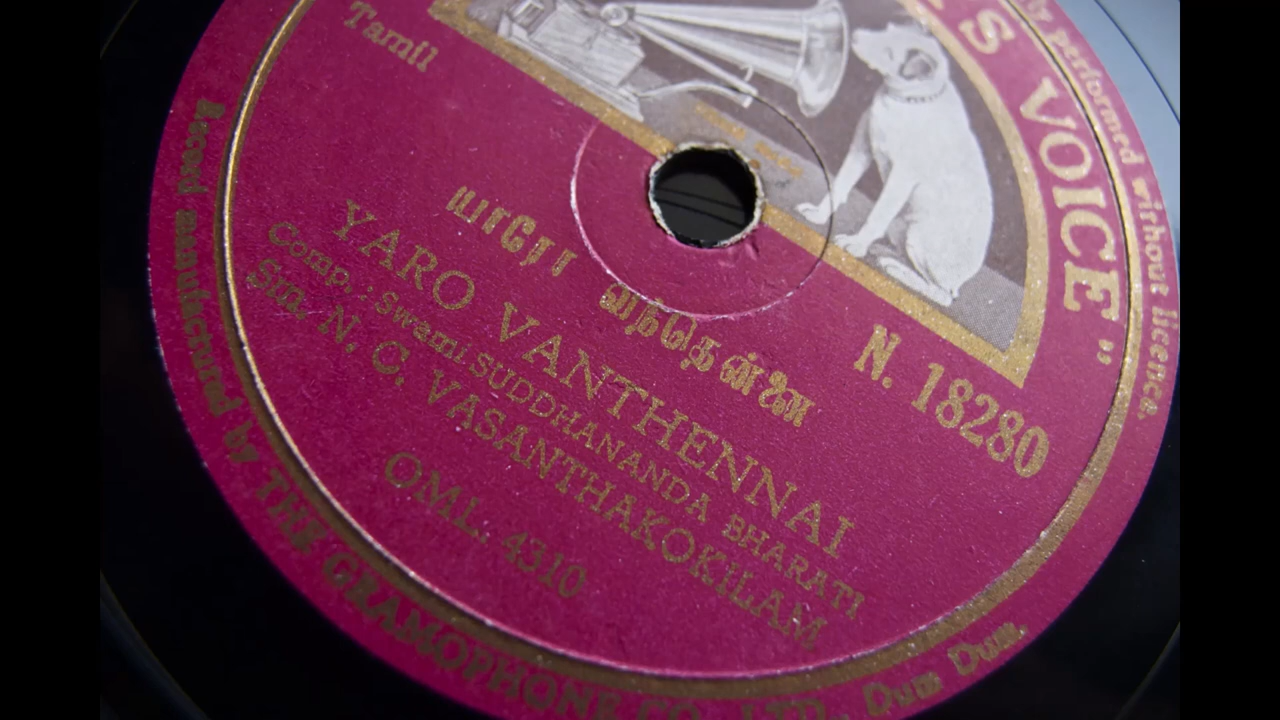 S VOICE”
Tamil
N. 18280
யாரோ வந்தென்னை
YARO VANTHENNAI
Comp.: Swami SUDDHANANDA BHARATI
Sm. N. C. VASANTHAKOKILAM
OML. 4310
Record manufactured by THE GRAMOPHONE CO. LTD. Dum Dum.
performed without licence.